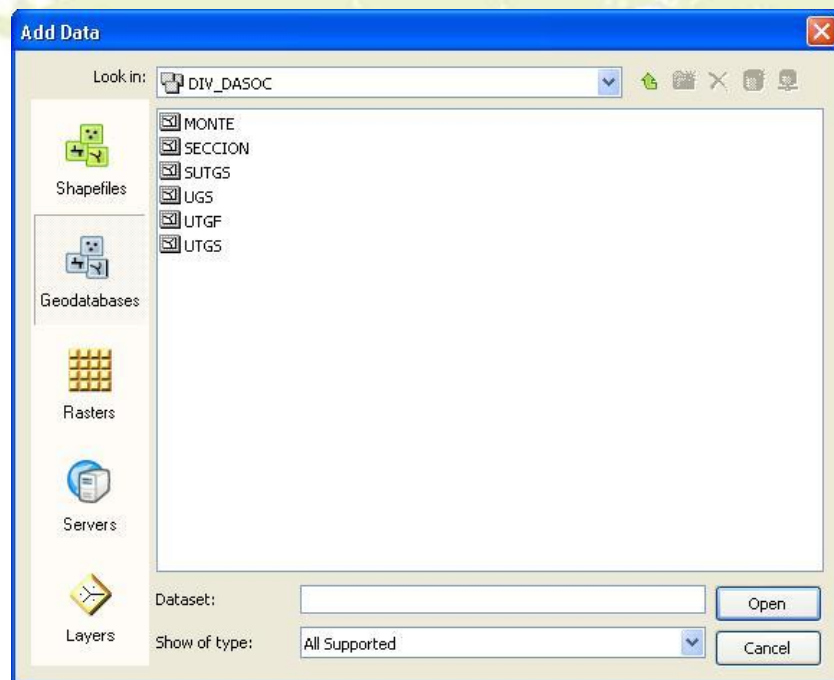 Add Data
Look in: DIV_DASOC
MONTE
SECCION
SUTGS
UGS
UTGF
UTGS
Shapefiles
Geodatabases
Rasters
Servers
Layers
Dataset:
Open
Show of type: All Supported
Cancel